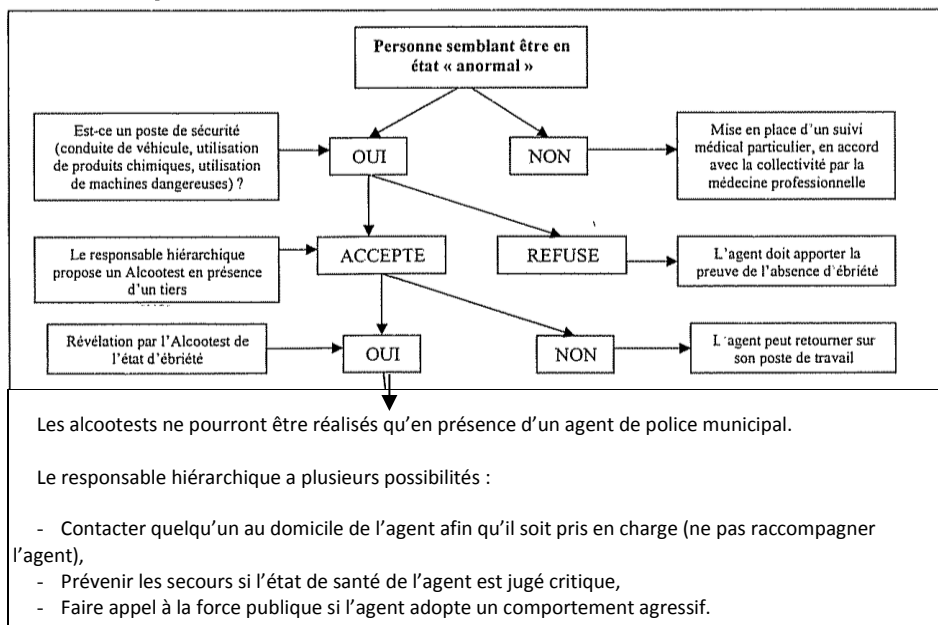 Personne semblant être en
état « anormal »
Est-ce un poste de sécurité
(conduite de véhicule, utilisation
de produits chimiques, utilisation
de machines dangereuses) ?
OUI
NON
Mise en place d'un suivi
médical particulier, en accord
avec la collectivité par la
médecine professionnelle
Le responsable hiérarchique
propose un Alcootest en présence
d'un tiers
ACCEPTE
REFUSE
L'agent doit apporter la
preuve de l'absence d'ébriété
Révélation par l'Alcootest de
l'état d'ébriété
OUI
NON
L'agent peut retourner sur
son poste de travail
Les alcootests ne pourront être réalisés qu'en présence d'un agent de police municipal.
Le responsable hiérarchique a plusieurs possibilités :
- Contacter quelqu'un au domicile de l'agent afin qu'il soit pris en charge (ne pas raccompagner
l'agent),
- Prévenir les secours si l'état de santé de l'agent est jugé critique,
- Faire appel à la force publique si l'agent adopte un comportement agressif.